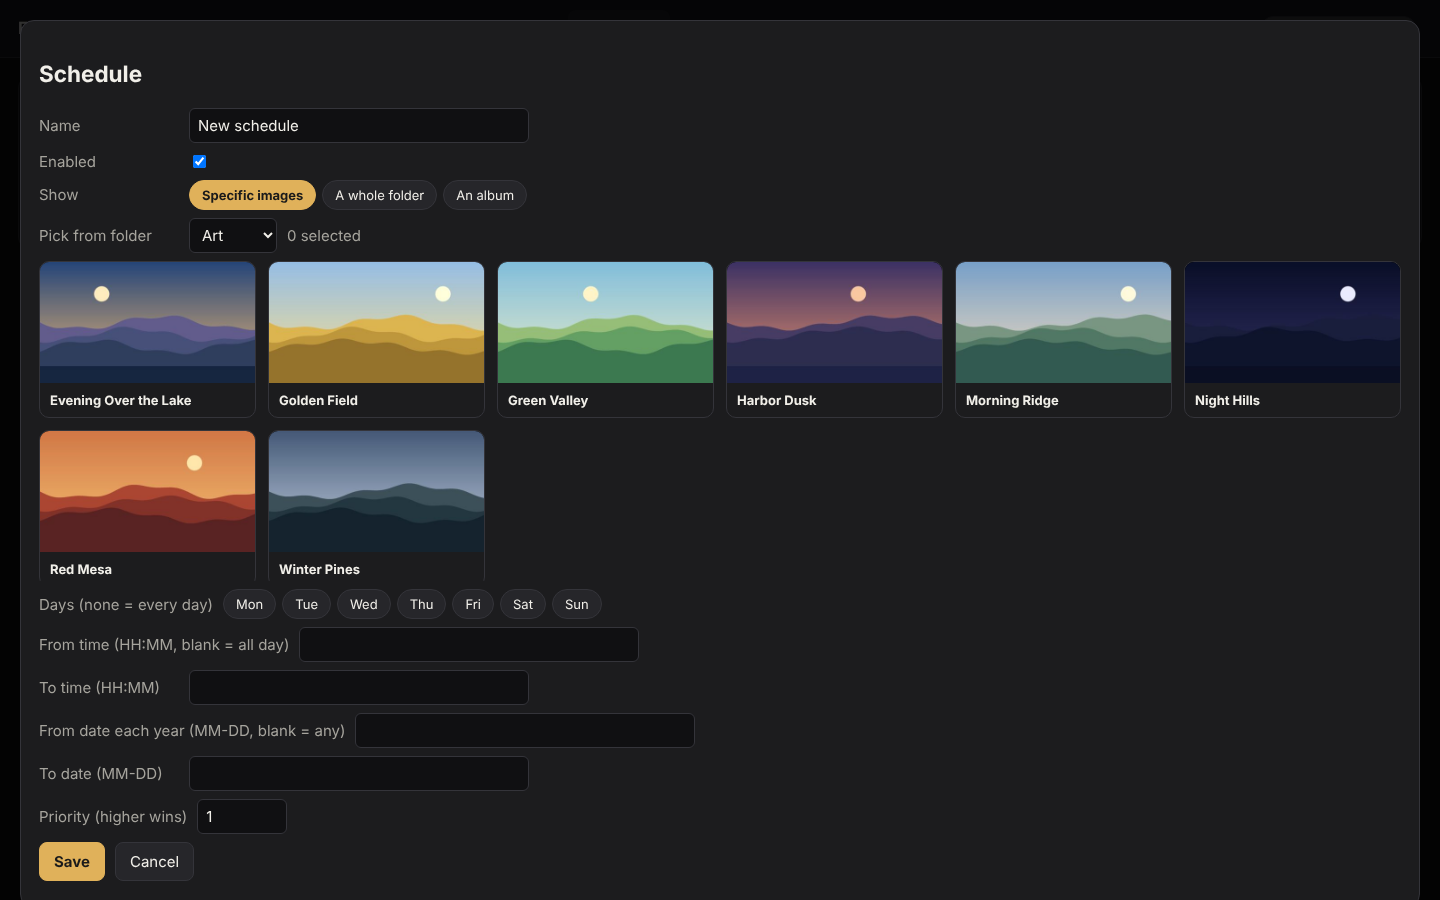 Schedule
Name New schedule
Enabled
Show Specific images A whole folder An album
Pick from folder Art 0 selected
Evening Over the Lake Golden Field Green Valley Harbor Dusk Morning Ridge Night Hills
Red Mesa Winter Pines
Days (none = every day) Mon Tue Wed Thu Fri Sat Sun
From time (HH:MM, blank = all day)
To time (HH:MM)
From date each year (MM-DD, blank = any)
To date (MM-DD)
Priority (higher wins) 1
Save Cancel